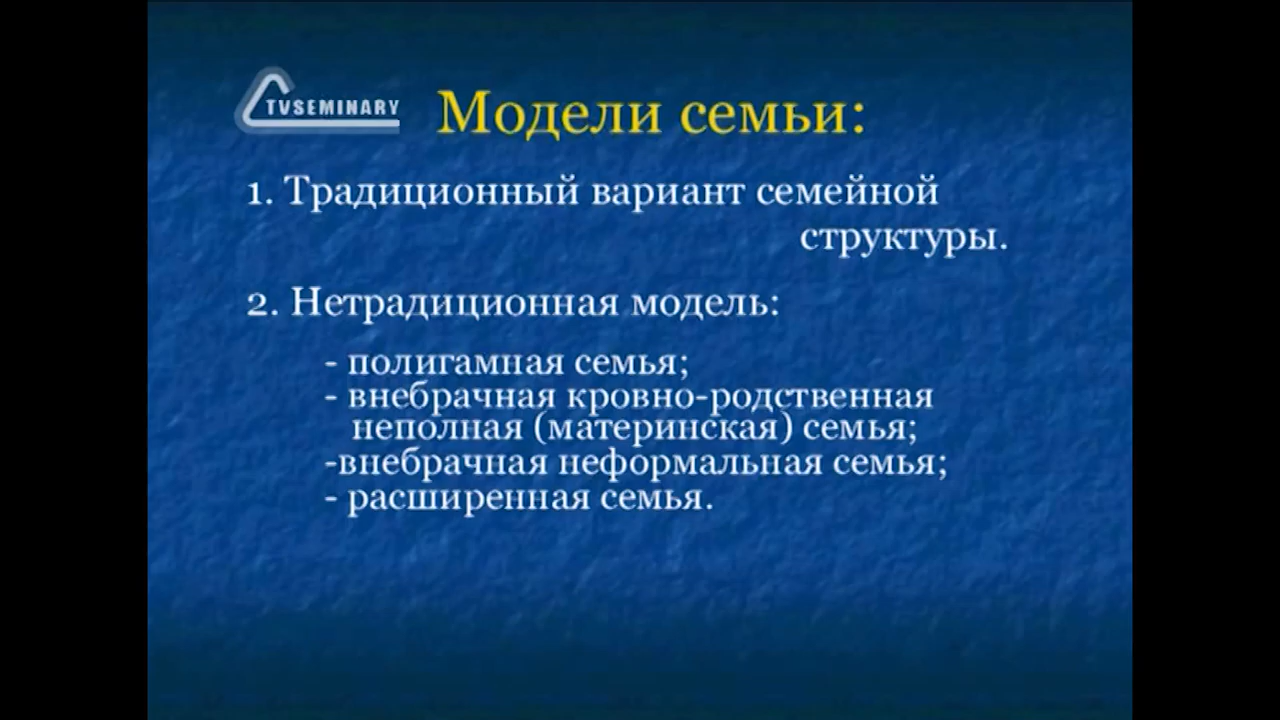 TVSEMINARY
Модели семьи:
1. Традиционный вариант семейной
структуры.
2. Нетрадиционная модель:
- полигамная семья;
- внебрачная кровно-родственная
неполная (материнская) семья;
-внебрачная неформальная семья;
- расширенная семья.